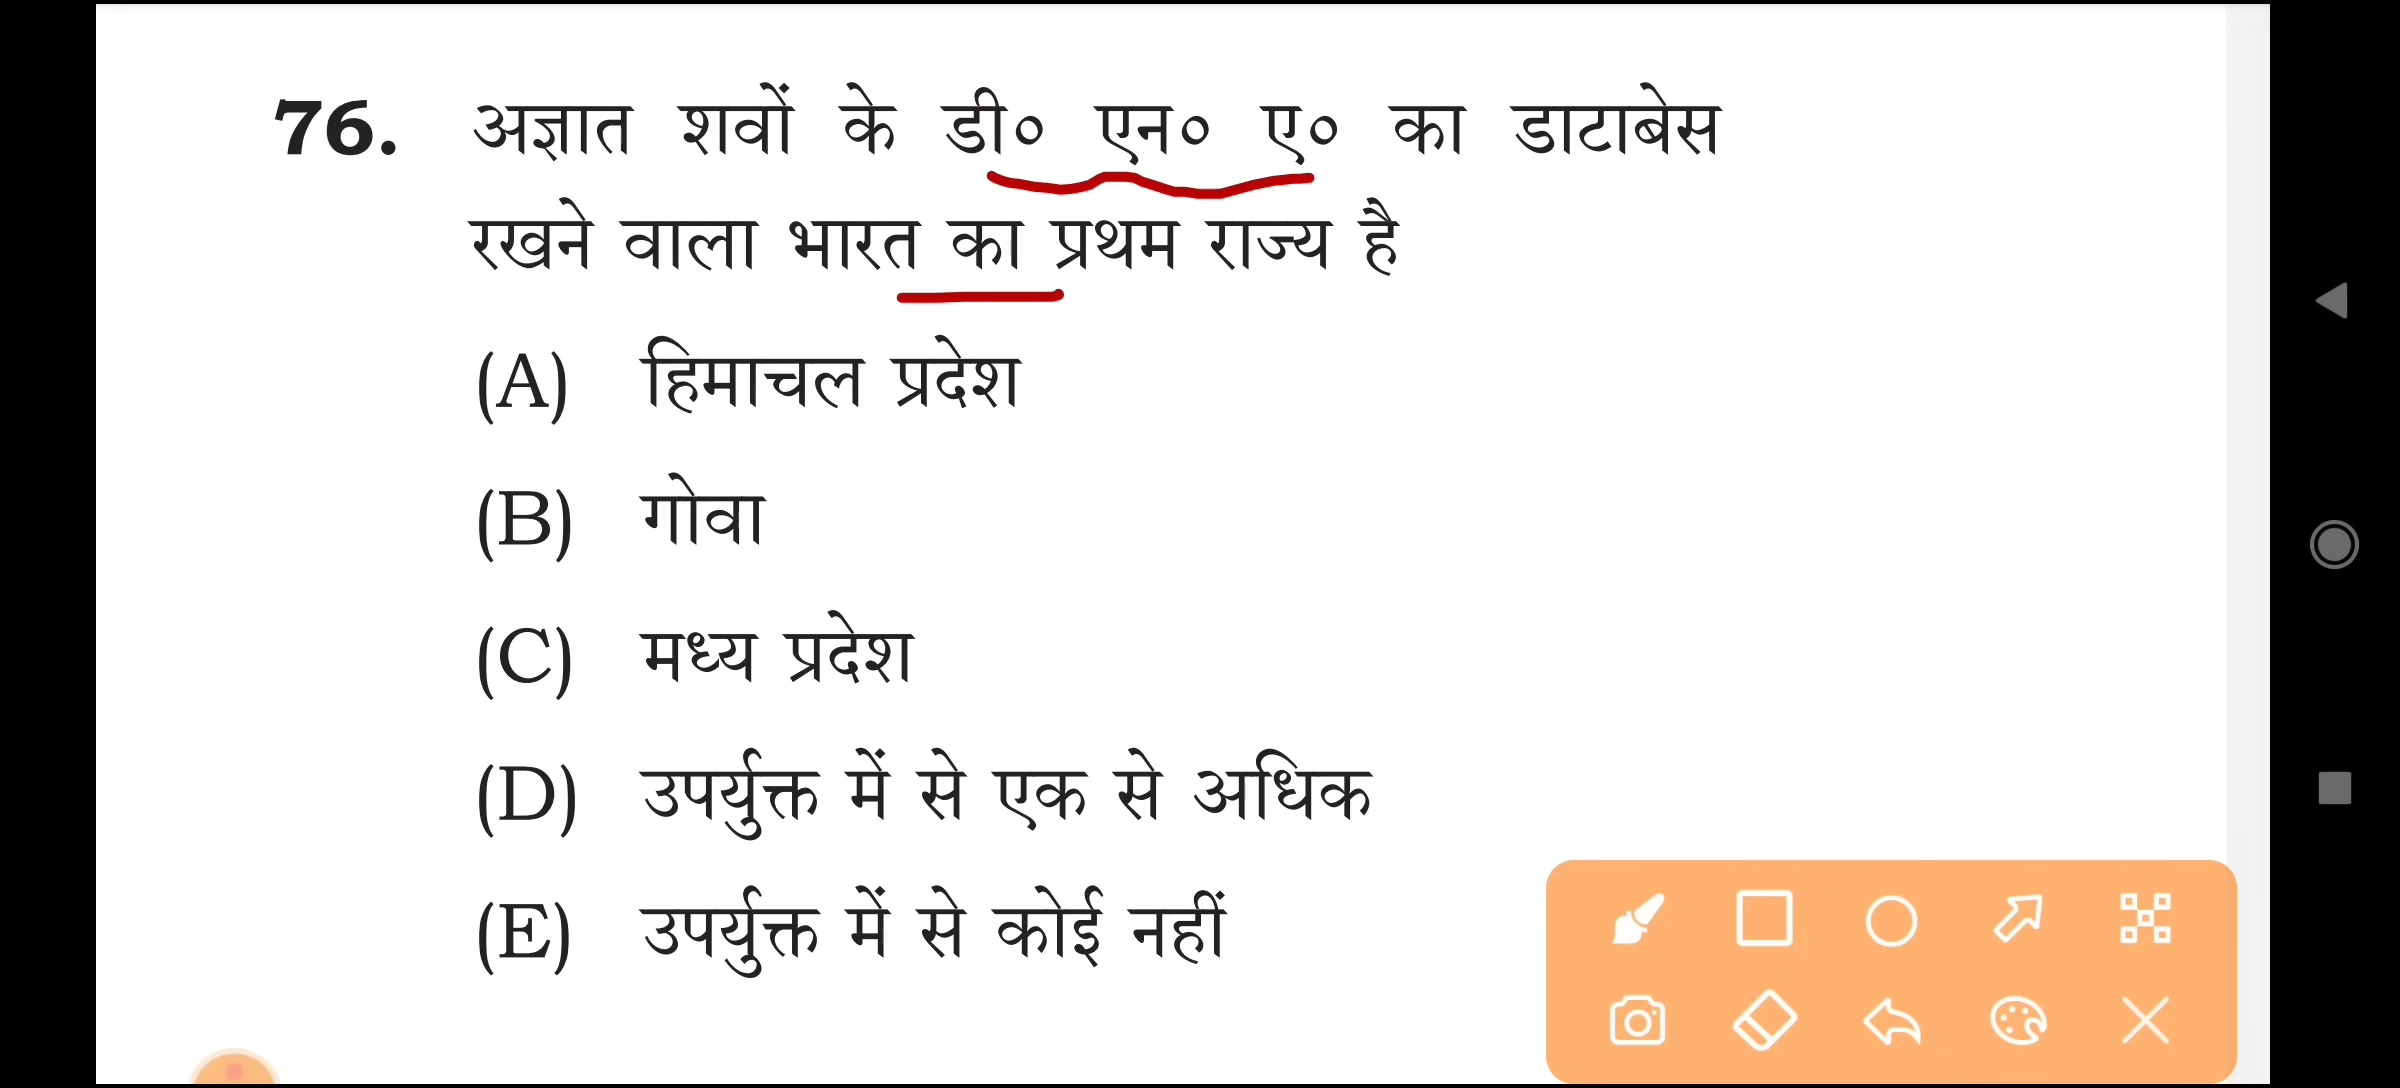 76. अज्ञात शवों के डी० एन० ए० का डाटाबेस
रखने वाला भारत का प्रथम राज्य है
(A) हिमाचल प्रदेश
(B) गोवा
(C) मध्य प्रदेश
(D) उपर्युक्त में से एक से अधिक
(E) उपर्युक्त में से कोई नहीं